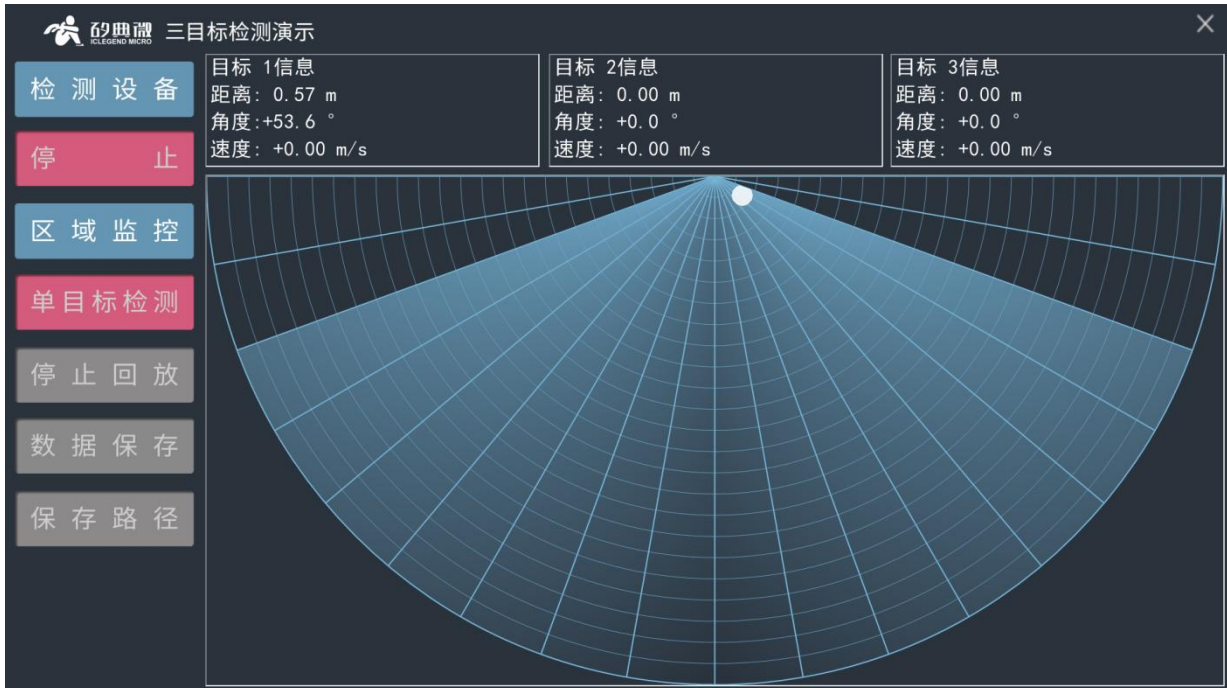 矽典微 三目标检测演示
ICLEGEND MICRO
检测设备
停止
区域监控
单目标检测
停止回放
数据保存
保存路径
目标 1信息
距离: 0.57 m
角度:+53.6 °
速度: +0.00 m/s
目标 2信息
距离: 0.00 m
角度: +0.0 °
速度: +0.00 m/s
目标 3信息
距离: 0.00 m
角度: +0.0 °
速度: +0.00 m/s